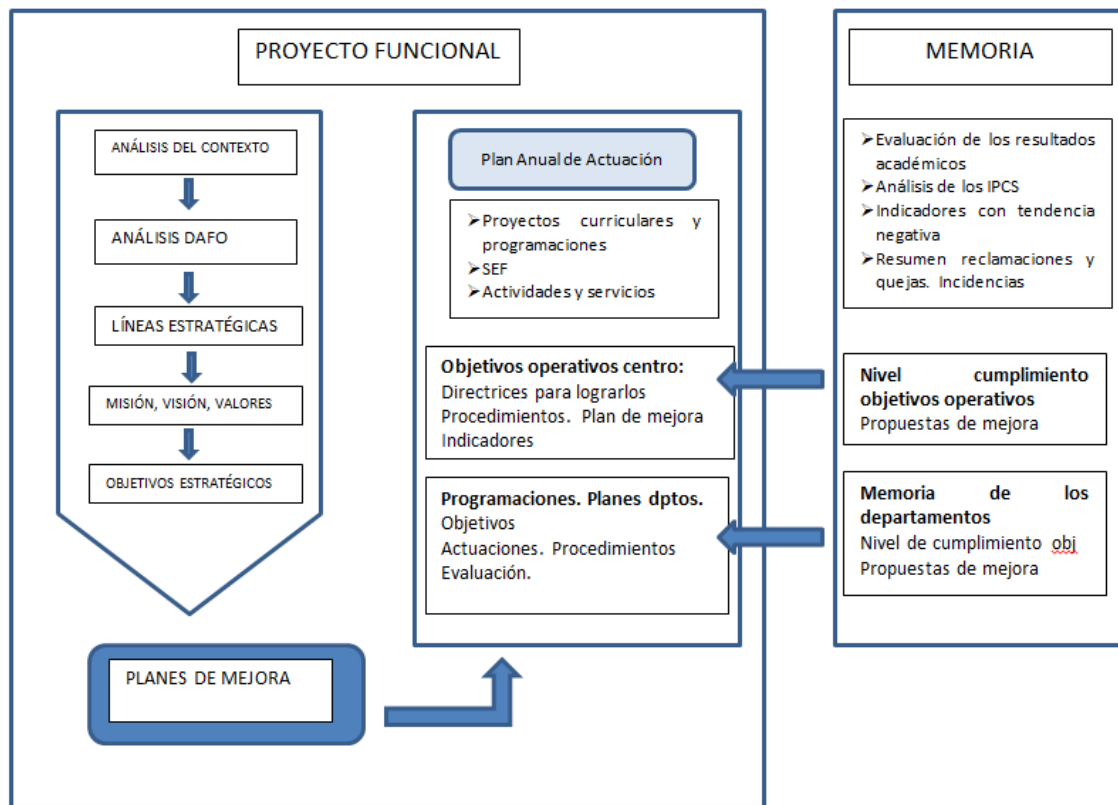 PROYECTO FUNCIONAL
ANÁLISIS DEL CONTEXTO
ANÁLISIS DAFO
LÍNEAS ESTRATÉGICAS
MISIÓN, VISIÓN, VALORES
OBJETIVOS ESTRATÉGICOS
PLANES DE MEJORA
Plan Anual de Actuación
➢Proyectos curriculares y
programaciones
➢SEF
➢Actividades y servicios
Objetivos operativos centro:
Directrices para lograrlos
Procedimientos. Plan de mejora
Indicadores
Programaciones. Planes dptos.
Objetivos
Actuaciones. Procedimientos
Evaluación.
MEMORIA
➢Evaluación de los resultados
académicos
➢Análisis de los IPCS
➢Indicadores con tendencia
negativa
➢Resumen reclamaciones y
quejas. Incidencias
Nivel cumplimiento
objetivos operativos
Propuestas de mejora
Memoria de los
departamentos
Nivel de cumplimiento obj
Propuestas de mejora